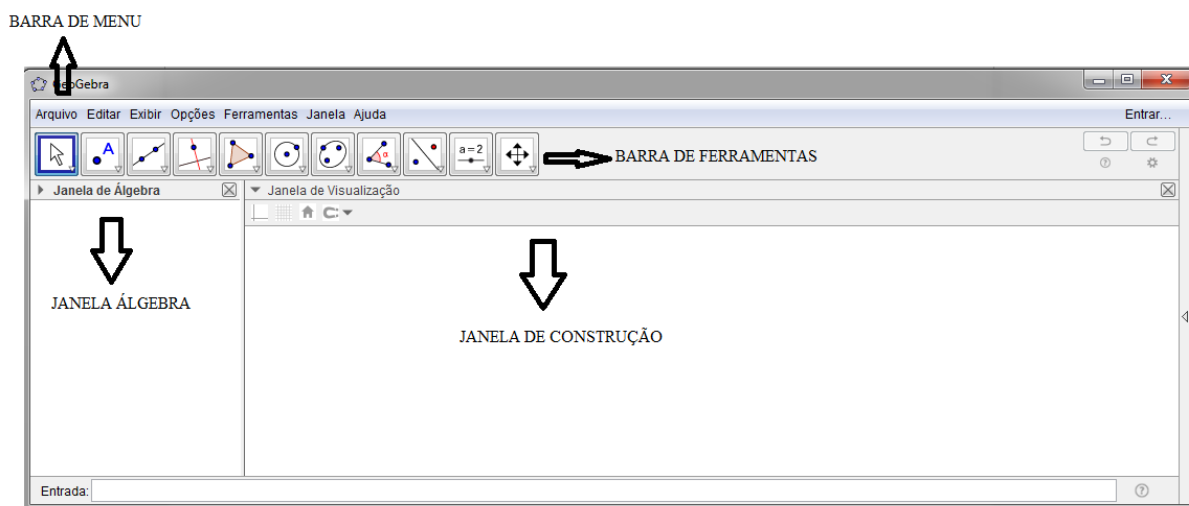 BARRA DE MENU
GeoGebra
Arquivo Editar Exibir Opções Ferramentas Janela Ajuda Entrar...
A α a=2
BARRA DE FERRAMENTAS
Janela de Álgebra Janela de Visualização
JANELA ÁLGEBRA
JANELA DE CONSTRUÇÃO
Entrada: